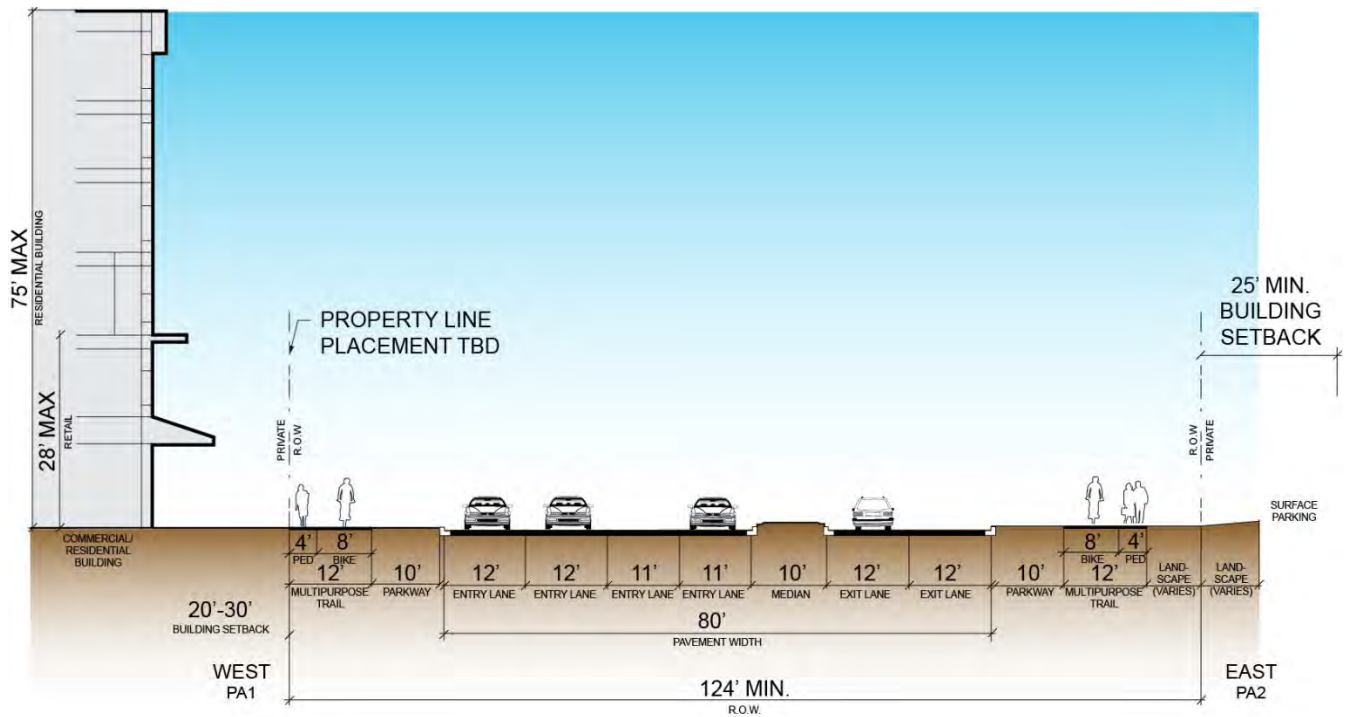 75’ MAX
RESIDENTIAL BUILDING
28’ MAX
RETAIL
PROPERTY LINE
PLACEMENT TBD
PRIVATE
R.O.W.
25’ MIN.
BUILDING
SETBACK
R.O.W
PRIVATE
SURFACE
PARKING
COMMERCIAL/
RESIDENTIAL
BUILDING
4’
PED
8’
BIKE
12’
MULTIPURPOSE
TRAIL
10’
PARKWAY
12’
ENTRY LANE
12’
ENTRY LANE
11’
ENTRY LANE
11’
ENTRY LANE
10’
MEDIAN
12’
EXIT LANE
12’
EXIT LANE
10’
PARKWAY
8’
BIKE
4’
PED
12’
MULTIPURPOSE
TRAIL
LAND-
SCAPE
(VARIES)
LAND-
SCAPE
(VARIES)
20’-30’
BUILDING SETBACK
80’
PAVEMENT WIDTH
WEST
PA1
124’ MIN.
R.O.W.
EAST
PA2